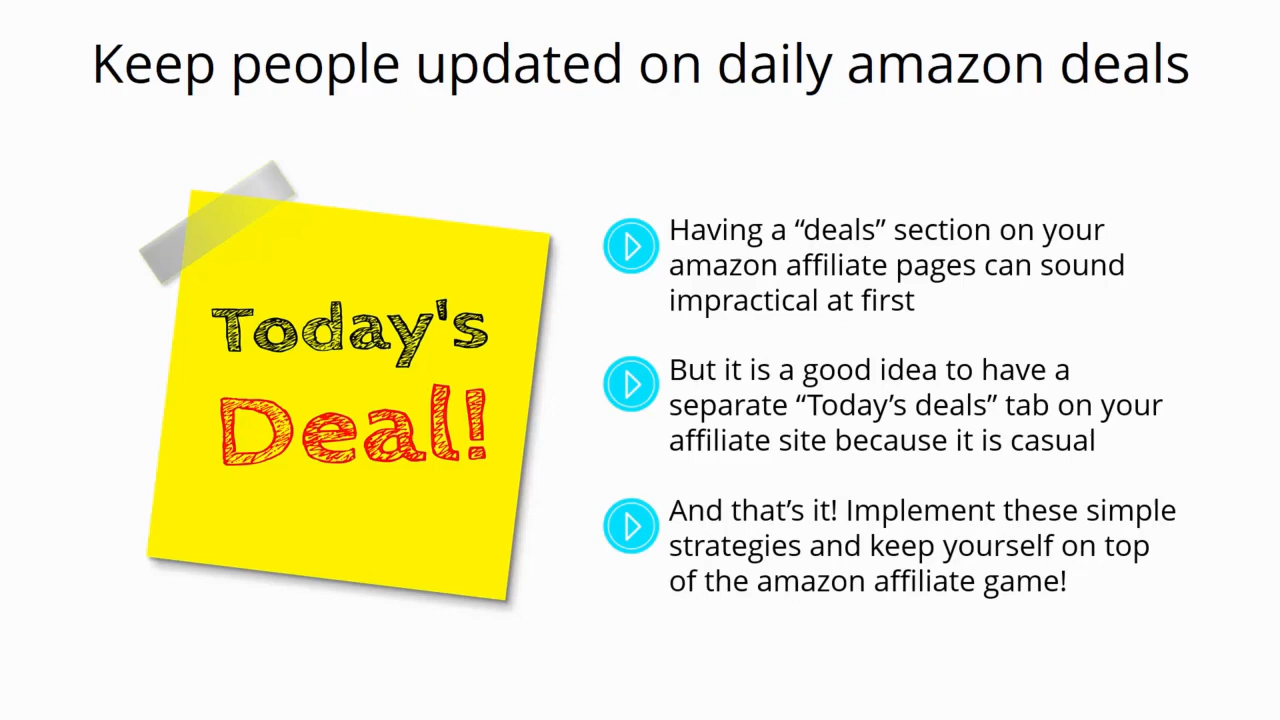 Keep people updated on daily amazon deals
Today's
Deal!
Having a “deals” section on your
amazon affiliate pages can sound
impractical at first
But it is a good idea to have a
separate “Today’s deals” tab on your
affiliate site because it is casual
And that’s it! Implement these simple
strategies and keep yourself on top
of the amazon affiliate game!